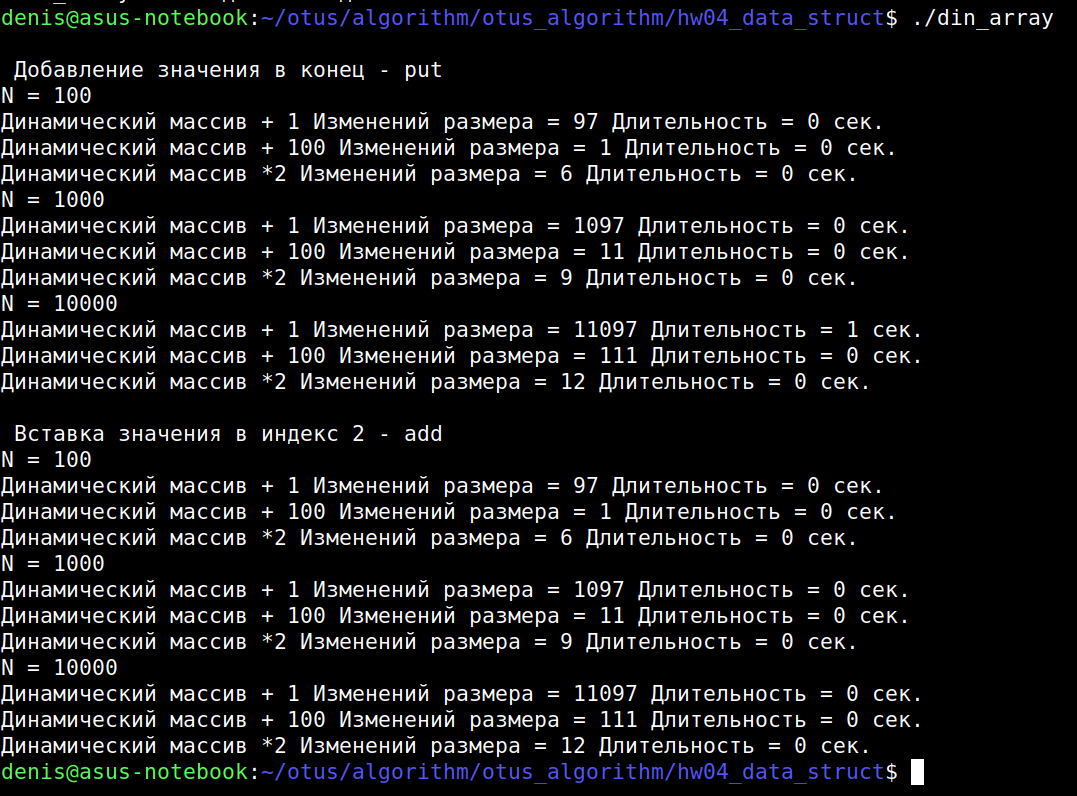 denis@asus-notebook:~/otus/algorithm/otus_algorithm/hw04_data_struct$ ./din_array
Добавление значения в конец - put
N = 100
Динамический массив + 1 Изменений размера = 97 Длительность = 0 сек.
Динамический массив + 100 Изменений размера = 1 Длительность = 0 сек.
Динамический массив *2 Изменений размера = 6 Длительность = 0 сек.
N = 1000
Динамический массив + 1 Изменений размера = 1097 Длительность = 0 сек.
Динамический массив + 100 Изменений размера = 11 Длительность = 0 сек.
Динамический массив *2 Изменений размера = 9 Длительность = 0 сек.
N = 10000
Динамический массив + 1 Изменений размера = 11097 Длительность = 1 сек.
Динамический массив + 100 Изменений размера = 111 Длительность = 0 сек.
Динамический массив *2 Изменений размера = 12 Длительность = 0 сек.
Вставка значения в индекс 2 - add
N = 100
Динамический массив + 1 Изменений размера = 97 Длительность = 0 сек.
Динамический массив + 100 Изменений размера = 1 Длительность = 0 сек.
Динамический массив *2 Изменений размера = 6 Длительность = 0 сек.
N = 1000
Динамический массив + 1 Изменений размера = 1097 Длительность = 0 сек.
Динамический массив + 100 Изменений размера = 11 Длительность = 0 сек.
Динамический массив *2 Изменений размера = 9 Длительность = 0 сек.
N = 10000
Динамический массив + 1 Изменений размера = 11097 Длительность = 0 сек.
Динамический массив + 100 Изменений размера = 111 Длительность = 0 сек.
Динамический массив *2 Изменений размера = 12 Длительность = 0 сек.
denis@asus-notebook:~/otus/algorithm/otus_algorithm/hw04_data_struct$